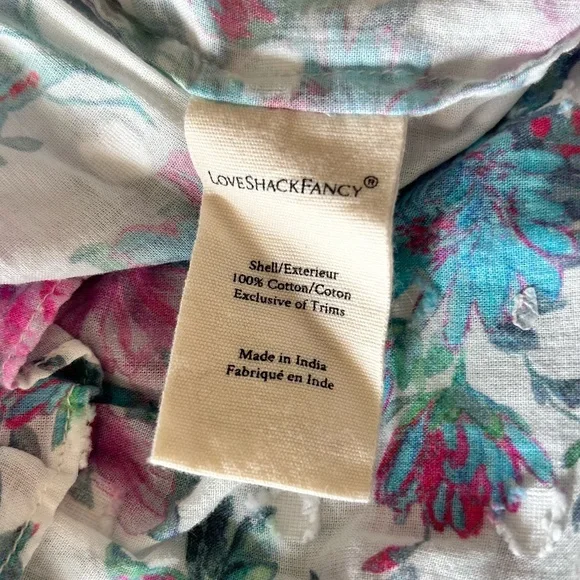 LoveShackFancy®
Shell/Exterieur
100% Cotton/Coton
Exclusive of Trims
Made in India
Fabriqué en Inde